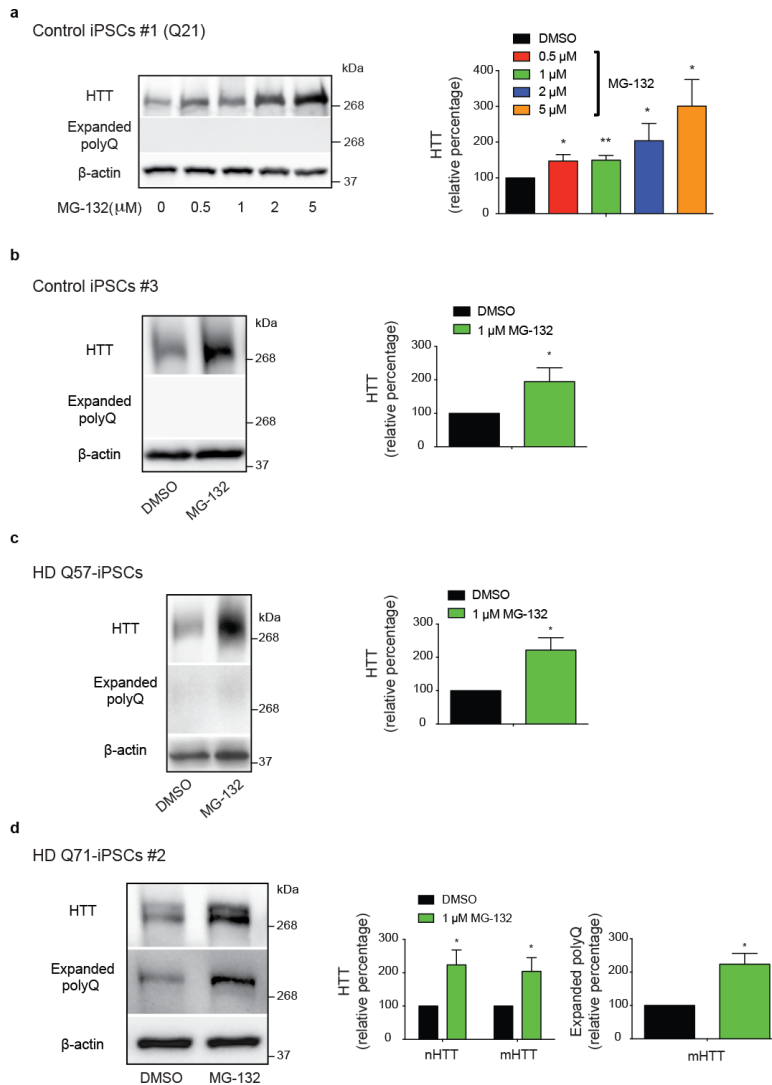 a
Control iPSCs #1 (Q21)
kDa
HTT
268
Expanded
polyQ
268
β-actin
37
MG-132(μM) 0 0.5 1 2 5
DMSO
0.5 μM
1 μM
2 μM
5 μM
MG-132
HTT
(relative percentage)
400
300
200
100
0
* ** * *
b
Control iPSCs #3
kDa
HTT
268
Expanded
polyQ
268
β-actin
37
DMSO MG-132
DMSO
1 μM MG-132
HTT
(relative percentage)
300
200
100
0
*
c
HD Q57-iPSCs
kDa
HTT
268
Expanded
polyQ
268
β-actin
37
DMSO MG-132
DMSO
1 μM MG-132
HTT
(relative percentage)
300
200
100
0
*
d
HD Q71-iPSCs #2
kDa
HTT
268
Expanded
polyQ
268
β-actin
37
DMSO MG-132
DMSO
1 μM MG-132
HTT
(relative percentage)
300
200
100
0
* *
nHTT mHTT
Expanded polyQ
(relative percentage)
300
200
100
0
*
mHTT